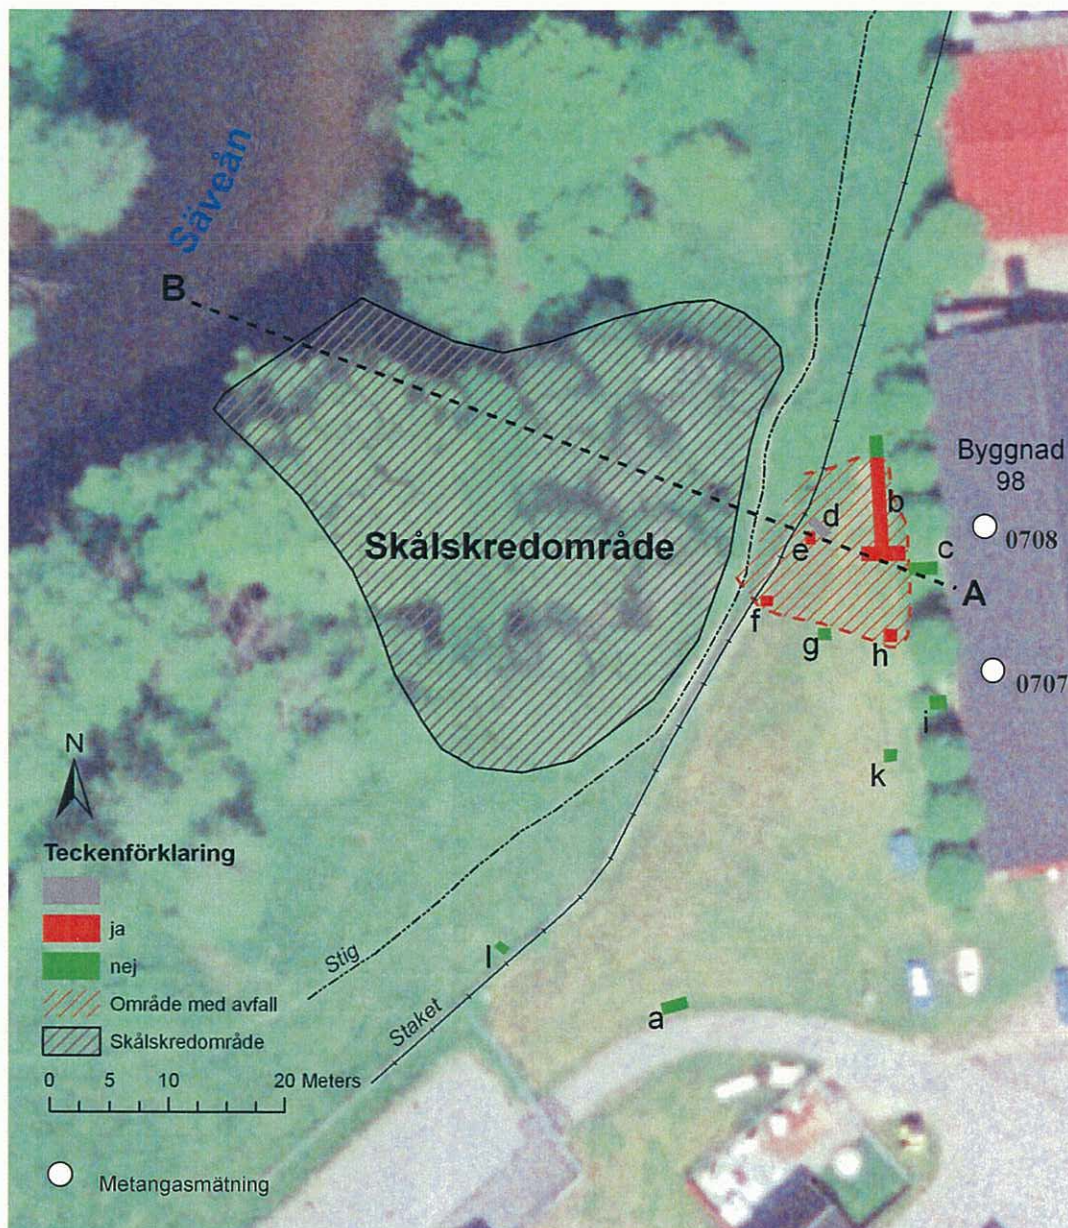 Säveån
B
Byggnad
98
b
d
0708
Skålskredområde
e
c
A
f
g
h
0707
i
N
k
Teckenförklaring
ja
l
Stig
nej
Område med avfall
a
Staket
Skålskredområde
0 5 10 20 Meters
Metangasmätning